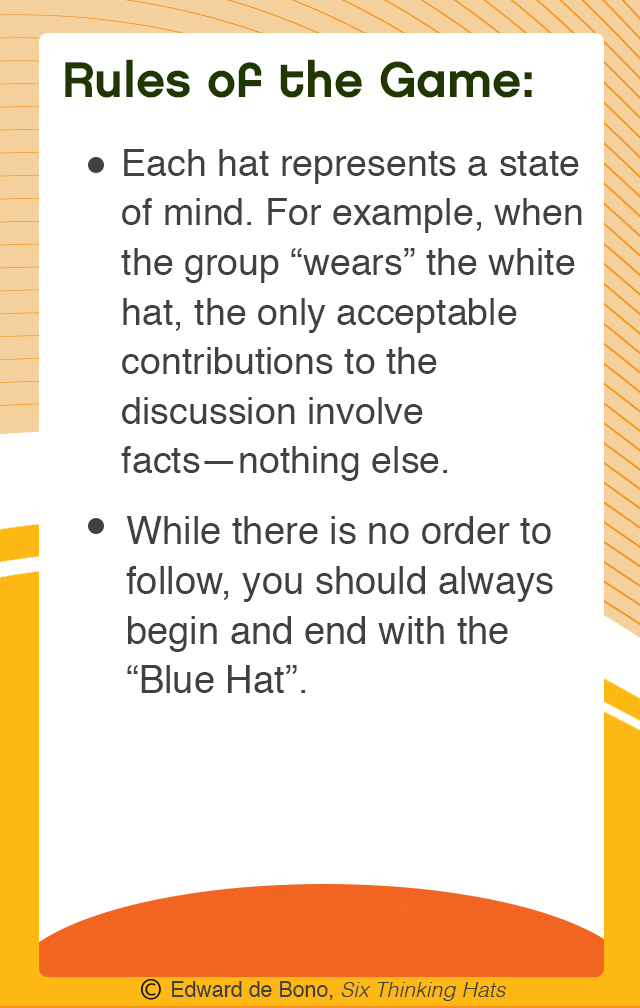 Rules of the Game:
• Each hat represents a state
of mind. For example, when
the group “wears” the white
hat, the only acceptable
contributions to the
discussion involve
facts—nothing else.
• While there is no order to
follow, you should always
begin and end with the
“Blue Hat”.
© Edward de Bono, Six Thinking Hats